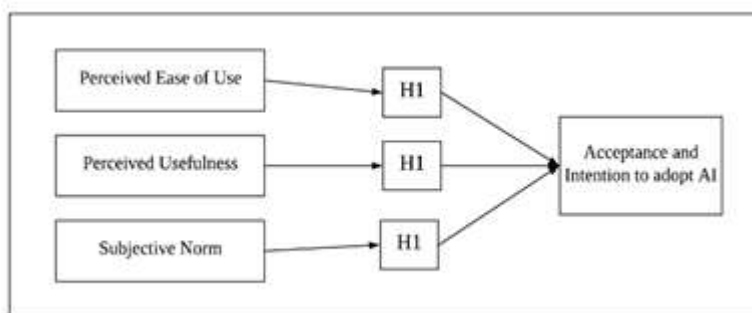 Perceived Ease of Use
H1
Perceived Usefulness
H1
Acceptance and
Intention to adopt AI
Subjective Norm
H1